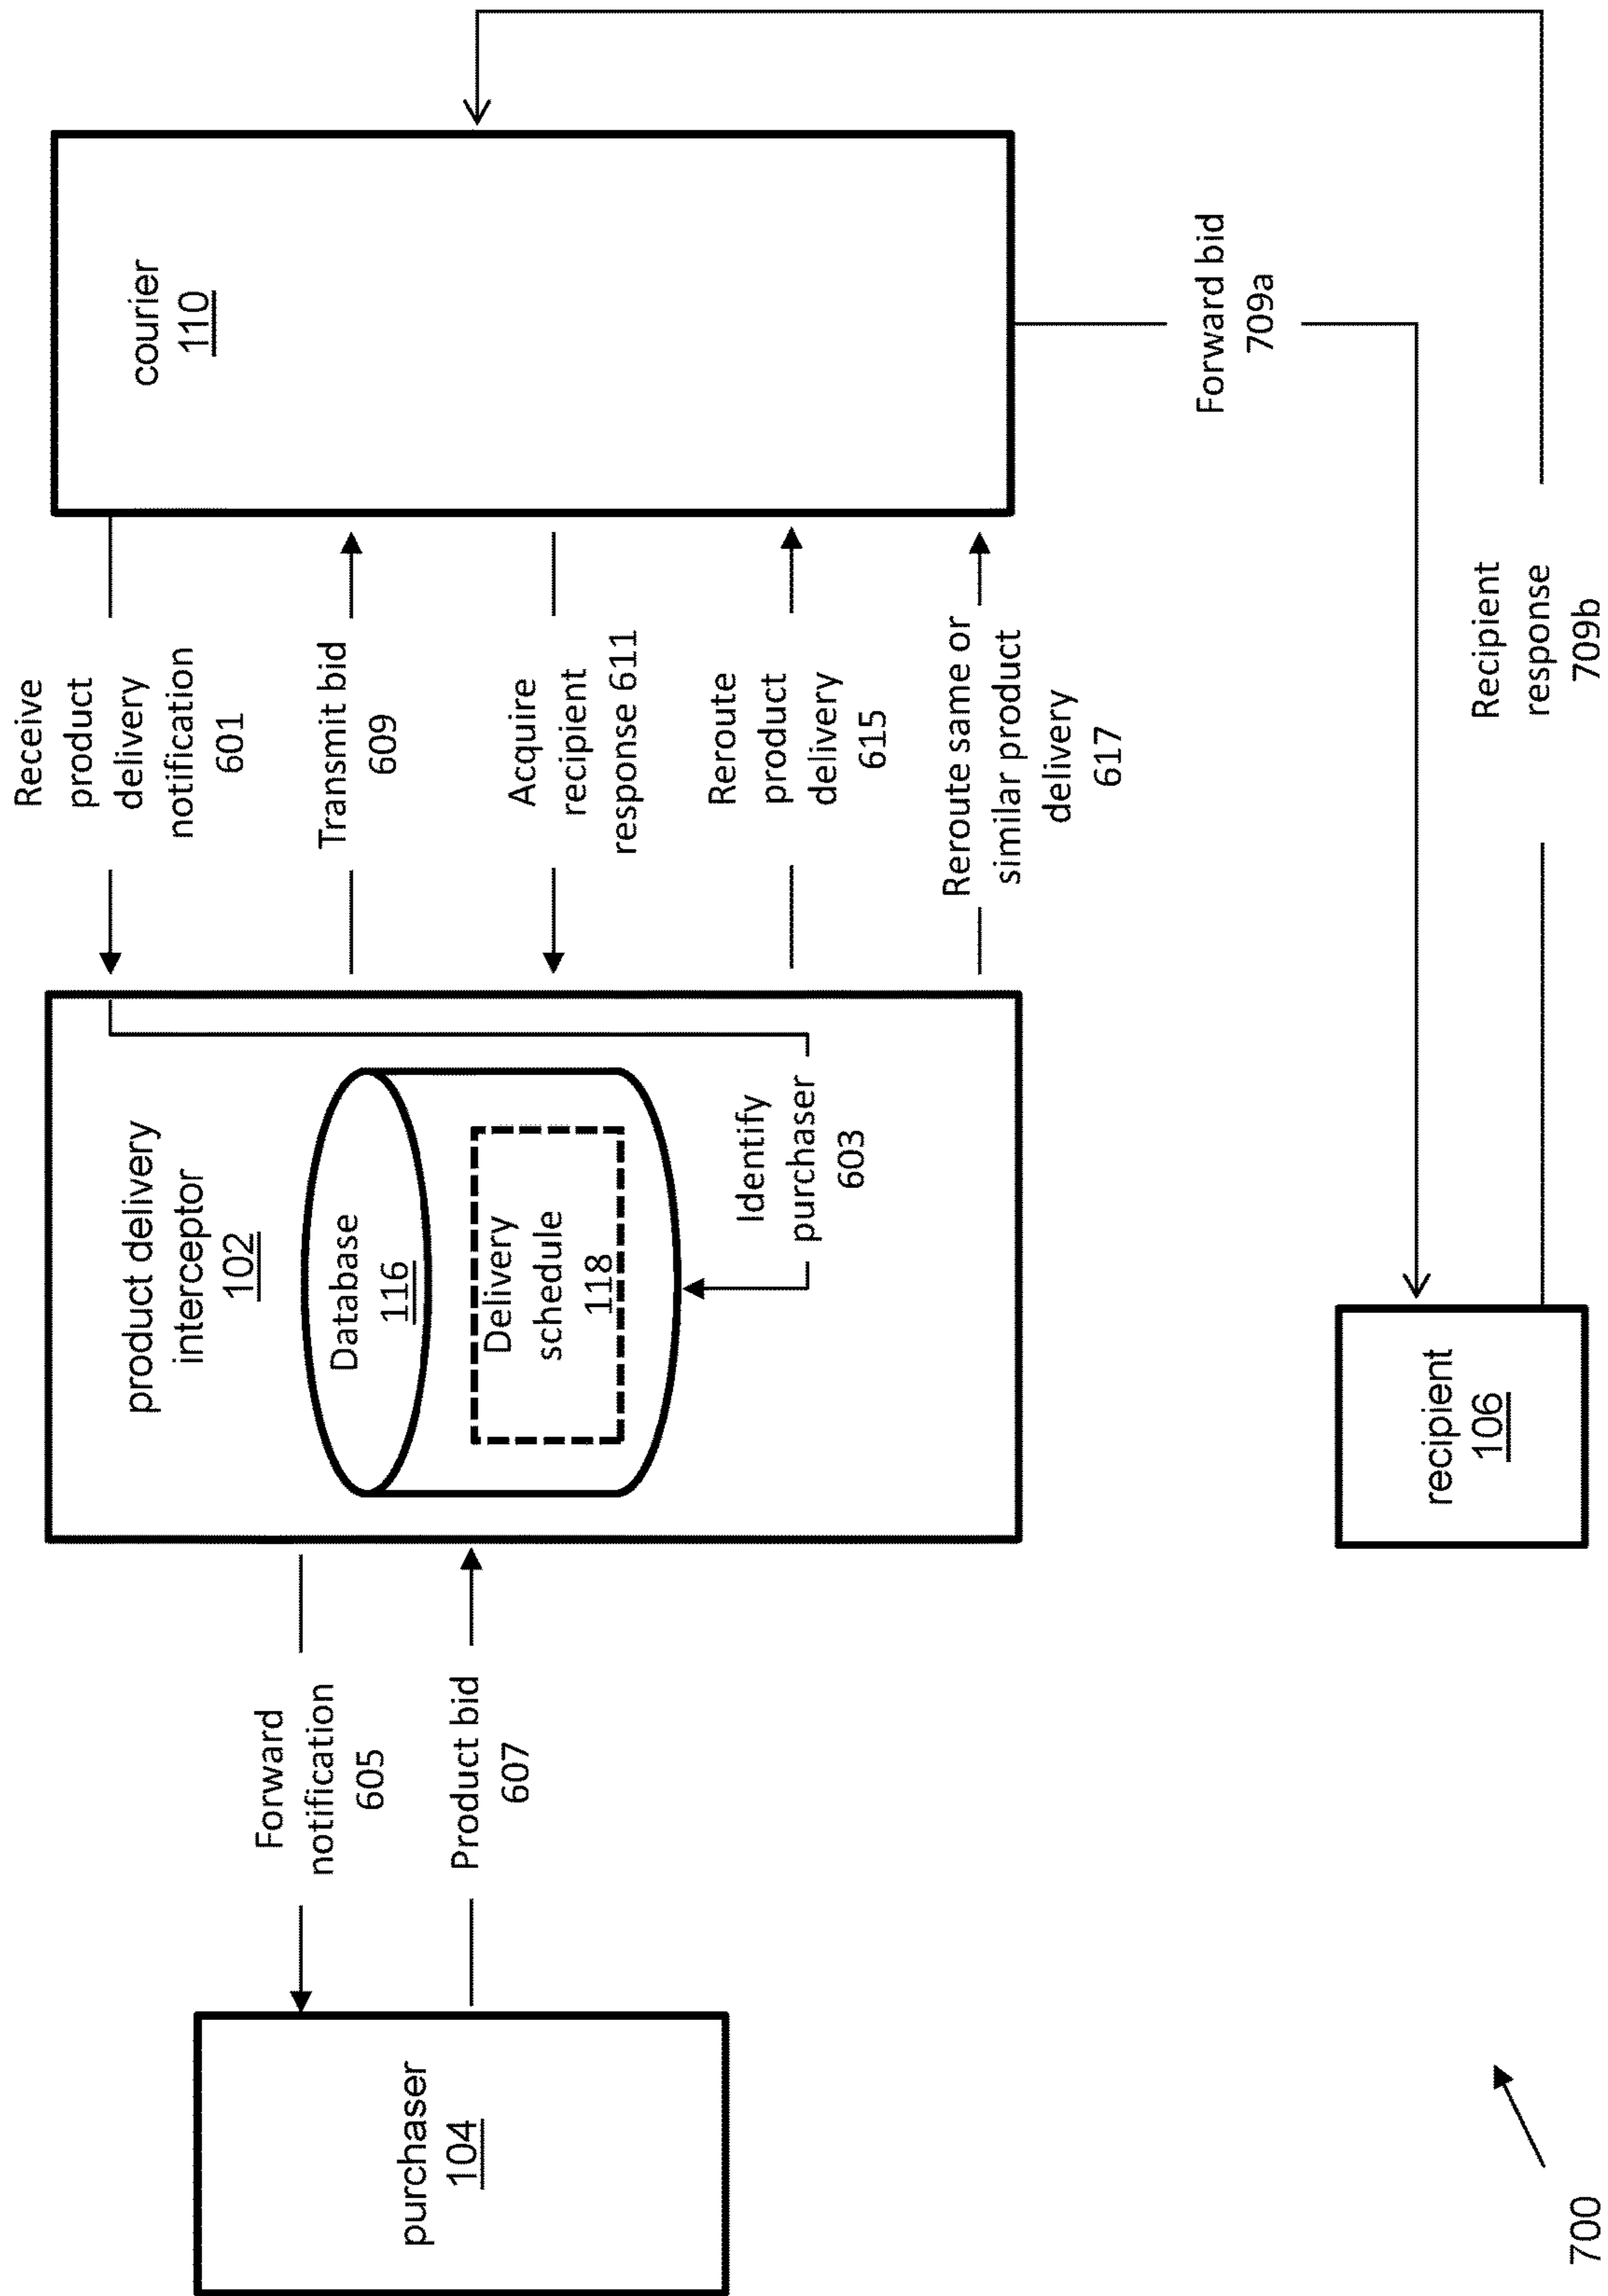 purchaser
104
Forward
notification
605
Product bid
607
product delivery
interceptor
102
Database
116
Delivery
schedule
118
Identify
purchaser
603
Receive
product
delivery
notification
601
Transmit bid
609
Acquire
recipient
response 611
Reroute
product
delivery
615
Reroute same or
similar product
delivery
617
courier
110
Forward bid
709a
Recipient
response
709b
recipient
106
700